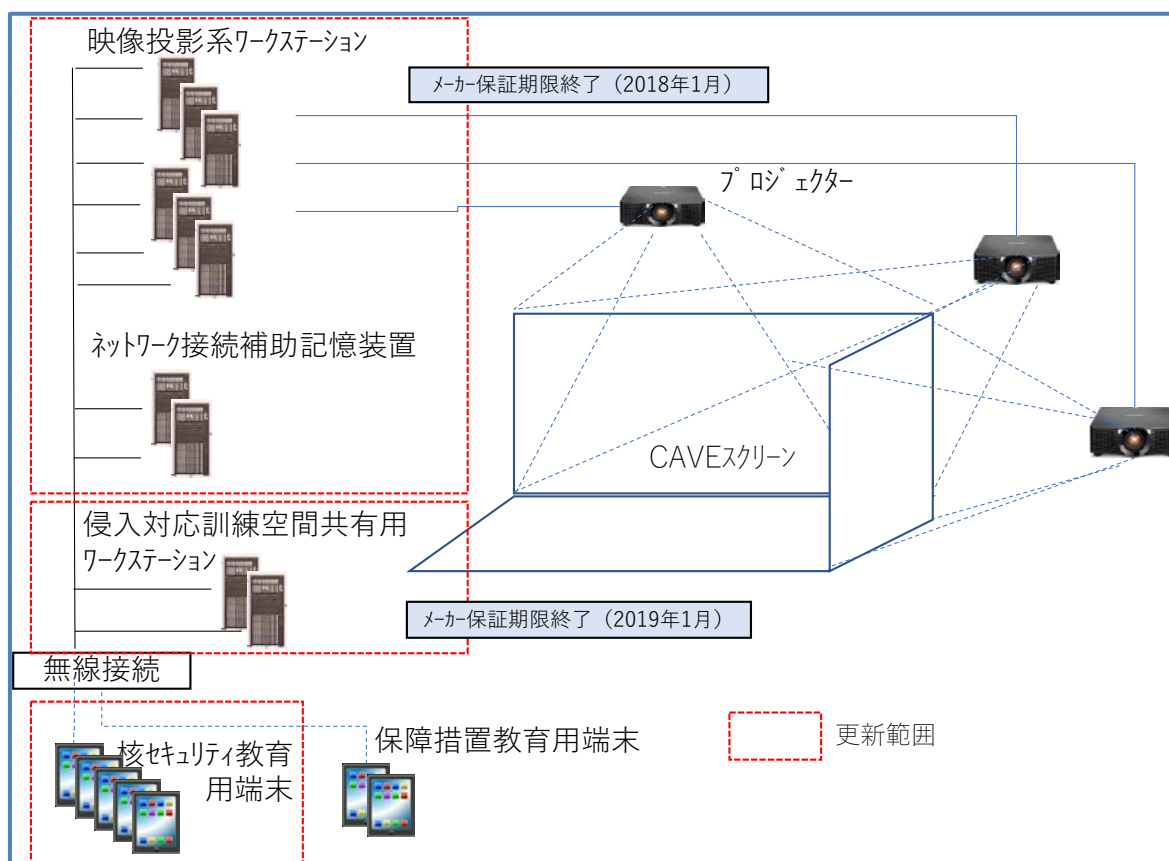 映像投影系ﾜｰｸｽﾃｰｼｮﾝ
ﾒｰｶｰ保証期限終了（2018年1月）
ﾌﾟﾛｼﾞｪｸﾀｰ
ﾈｯﾄﾜｰｸ接続補助記憶装置
CAVEｽｸﾘｰﾝ
侵入対応訓練空間共有用
ﾜｰｸｽﾃｰｼｮﾝ
ﾒｰｶｰ保証期限終了（2019年1月）
無線接続
核ｾｷｭﾘﾃｨ教育
用端末
保障措置教育用端末
更新範囲